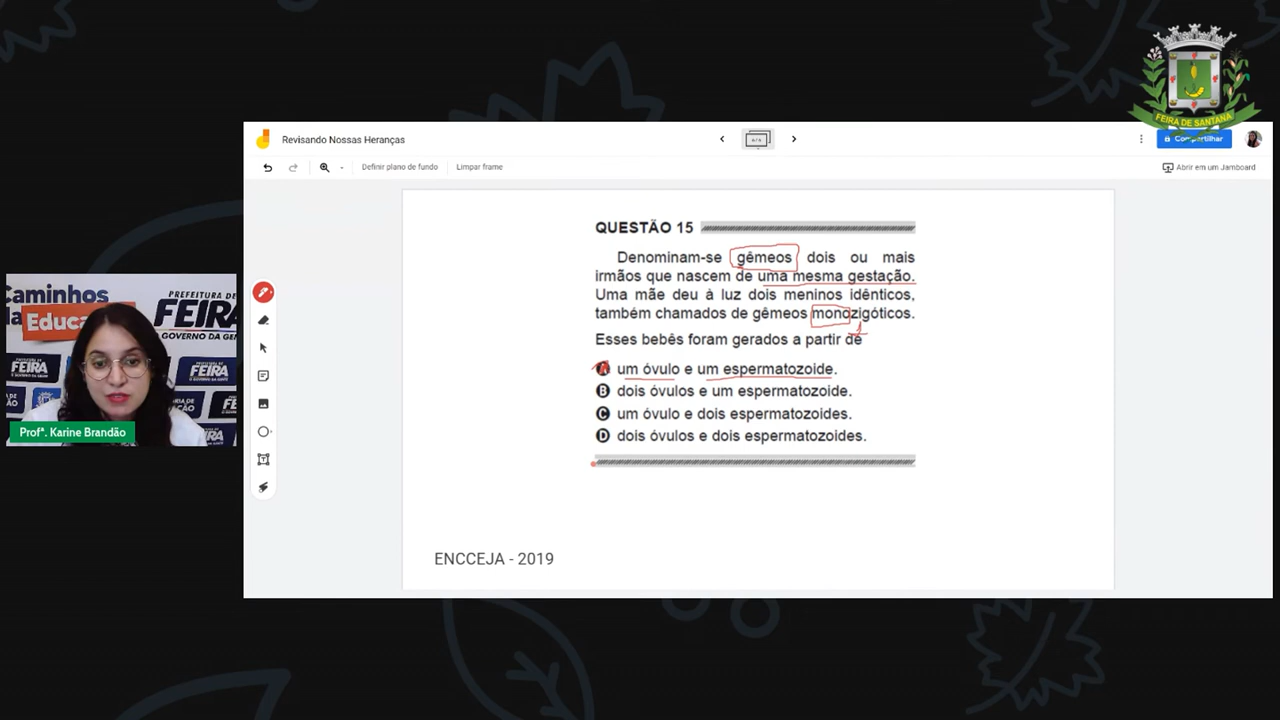 FEIRA DE SANTANA
Revisando Nossas Heranças
Compartilhar
Definir plano de fundo
Limpar frame
Abrir em um Jamboard
QUESTÃO 15
Denominam-se gêmeos dois ou mais
irmãos que nascem de uma mesma gestação.
Uma mãe deu à luz dois meninos idênticos,
também chamados de gêmeos monozigóticos.
1
Esses bebês foram gerados a partir de
A um óvulo e um espermatozoide.
B dois óvulos e um espermatozoide.
C um óvulo e dois espermatozoides.
D dois óvulos e dois espermatozoides.
ENCCEJA - 2019
Caminhos
da Educa
PREFEITURA DE
FEIRA
GOVERNO DA GEN
FEIRA
FEIRA
Profª. Karine Brandão